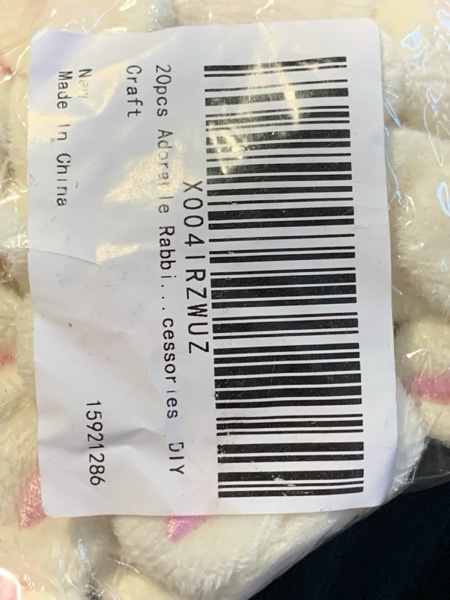 X004IRZWUZ
20pcs Adorable Rabbi...cessories DIY
Craft
New
Made In China
15921286